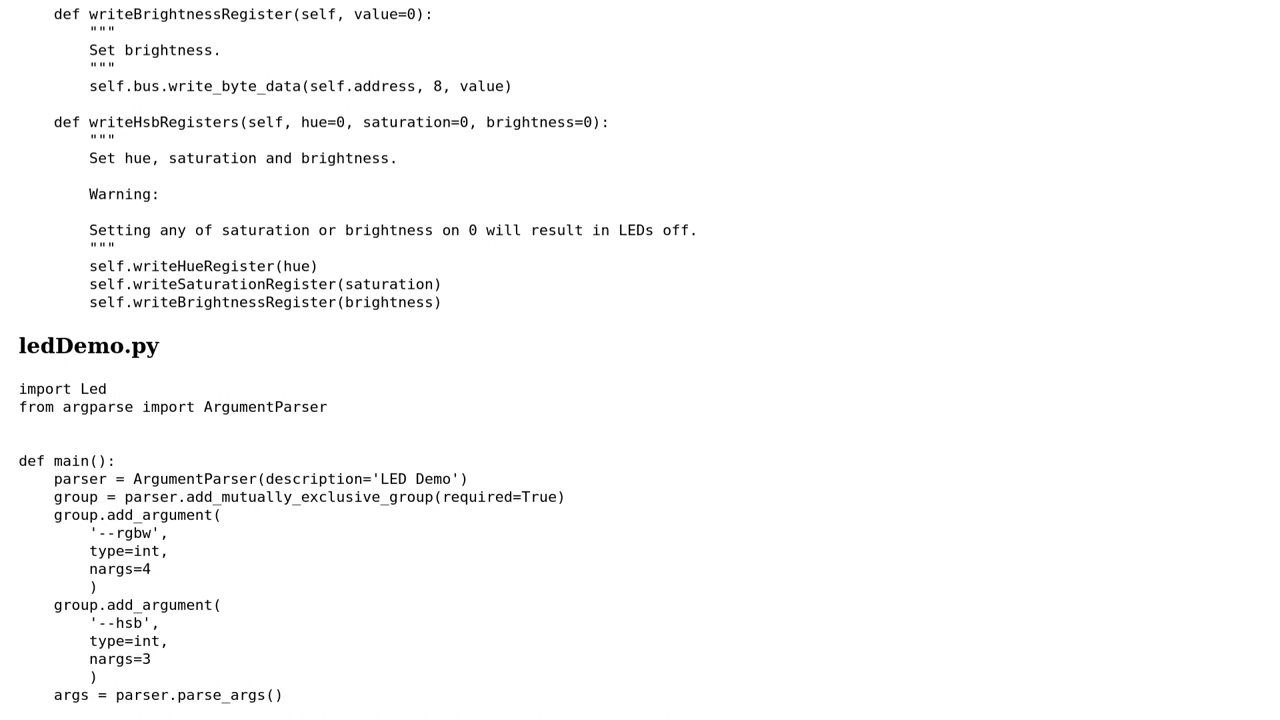 def writeBrightnessRegister(self, value=0):
        """
        Set brightness.
        """
        self.bus.write_byte_data(self.address, 8, value)

    def writeHsbRegisters(self, hue=0, saturation=0, brightness=0):
        """
        Set hue, saturation and brightness.

        Warning:

        Setting any of saturation or brightness on 0 will result in LEDs off.
        """
        self.writeHueRegister(hue)
        self.writeSaturationRegister(saturation)
        self.writeBrightnessRegister(brightness)

ledDemo.py

import Led
from argparse import ArgumentParser


def main():
    parser = ArgumentParser(description='LED Demo')
    group = parser.add_mutually_exclusive_group(required=True)
    group.add_argument(
        '--rgbw',
        type=int,
        nargs=4
        )
    group.add_argument(
        '--hsb',
        type=int,
        nargs=3
        )
    args = parser.parse_args()